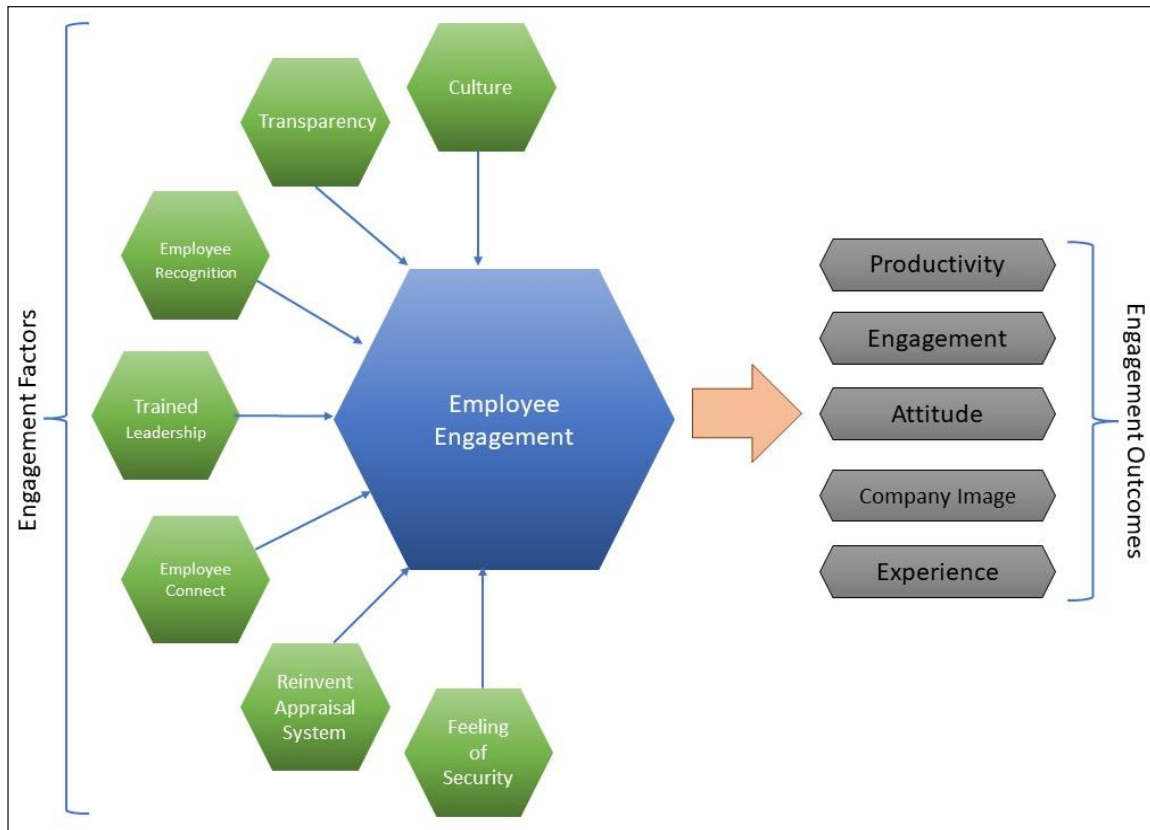 Engagement Factors
Culture
Transparency
Employee
Recognition
Trained
Leadership
Employee
Connect
Reinvent
Appraisal
System
Feeling
of
Security
Employee
Engagement
Productivity
Engagement
Attitude
Company Image
Experience
Engagement Outcomes